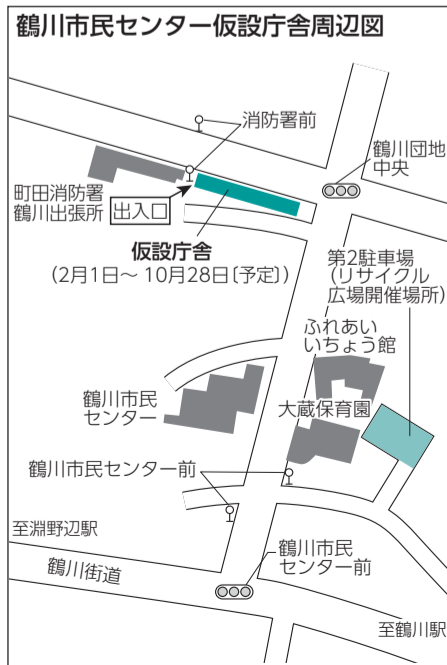 鶴川市民センター仮設庁舎周辺図
消防署前
鶴川団地
中央
町田消防署
鶴川出張所
出入口
仮設庁舎
(2月1日～10月28日〔予定〕)
第2駐車場
(リサイクル
広場開催場所)
ふれあい
いちょう館
大蔵保育園
鶴川市民
センター
鶴川市民センター前
至淵野辺駅
鶴川街道
鶴川市民
センター前
至鶴川駅